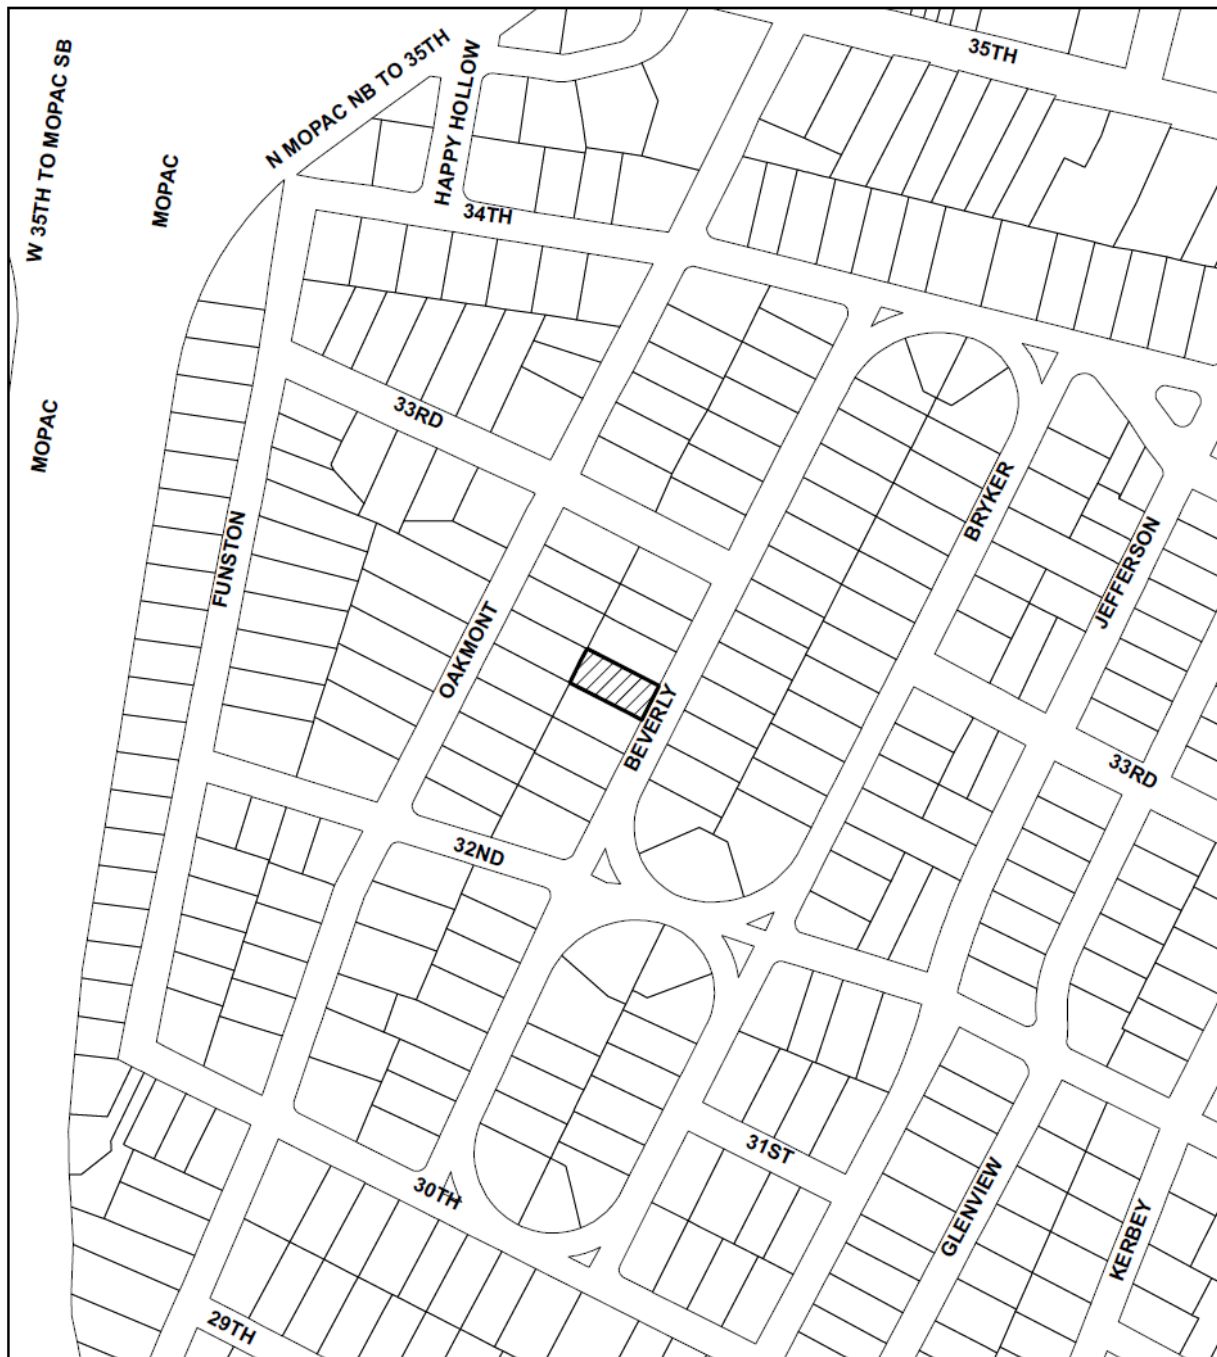 35TH
W 35TH TO MOPAC SB
N MOPAC NB TO 35TH
HAPPY HOLLOW
MOPAC
34TH
33RD
MOPAC
BRYKER
FUNSTON
JEFFERSON
OAKMONT
BEVERLY
33RD
32ND
31ST
30TH
GLENVIEW
KERBEY
29TH